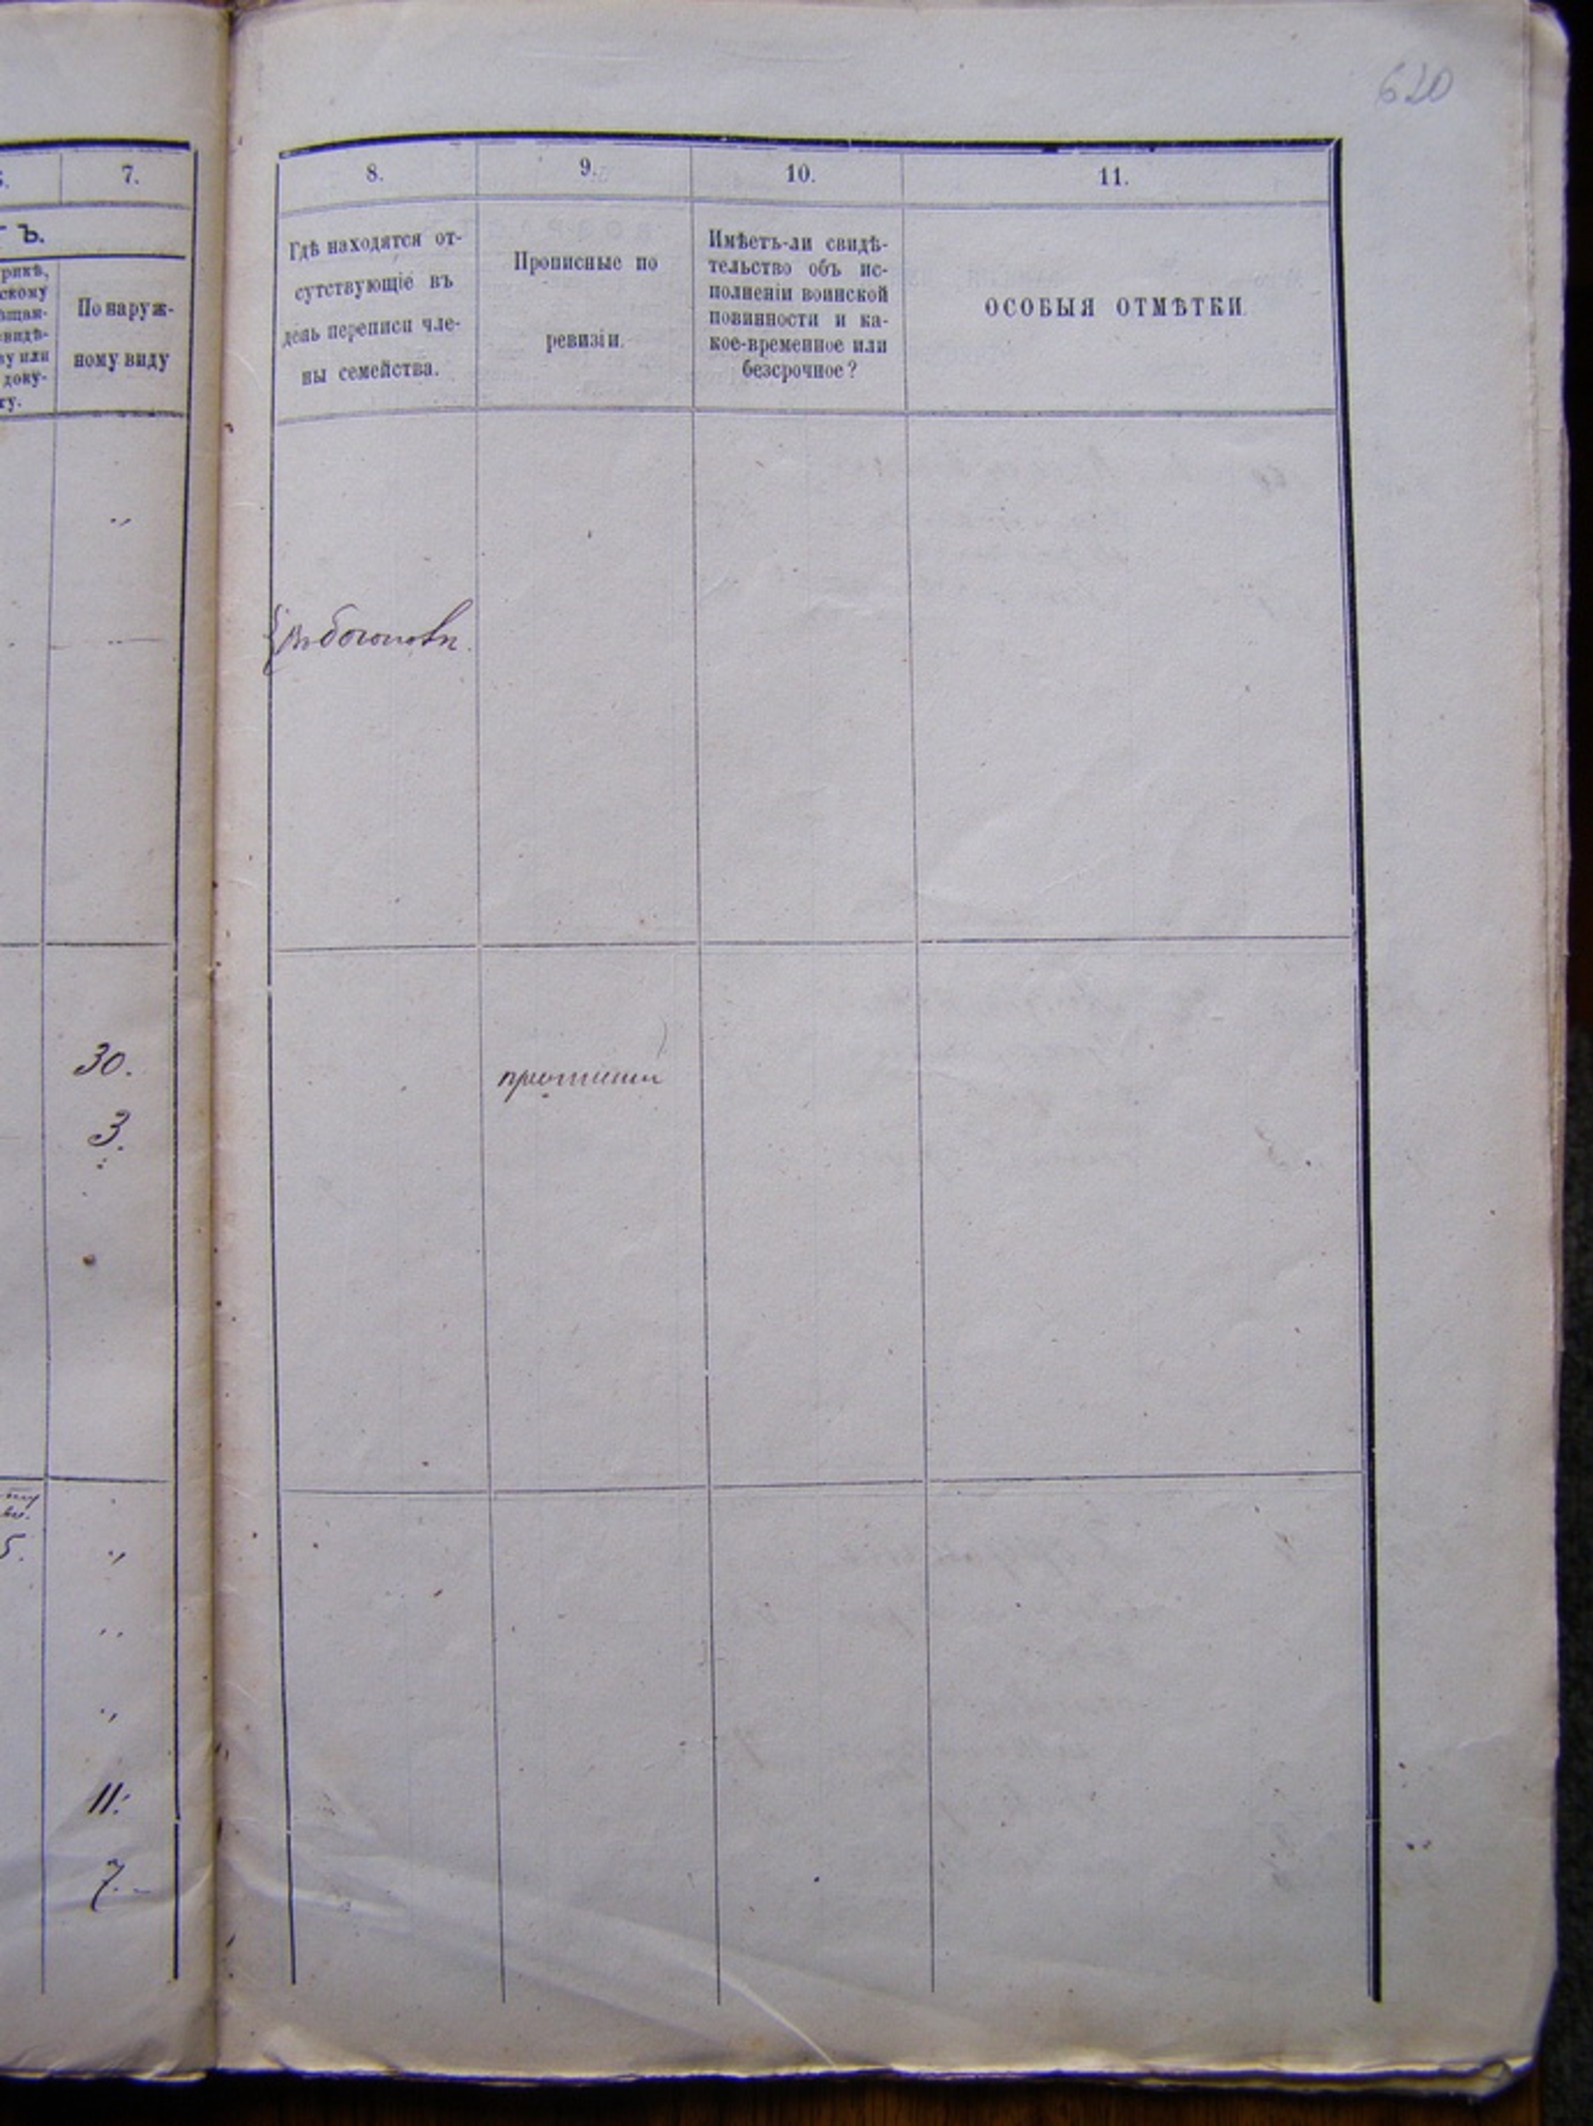 620
7.
Ъ.
По наруж-
ному виду
30.
3.
5.
11.
7.
8.
9.
10.
11.
Гдѣ находятся от-
сутствующіе въ
день переписи чле-
ны семейства.
Прописные по
ревизіи.
Имѣетъ-ли свидѣ-
тельство объ ис-
полненіи воинской
повинности и ка-
кое-временное или
безсрочное?
ОСОБЫЯ ОТМѢТКИ.